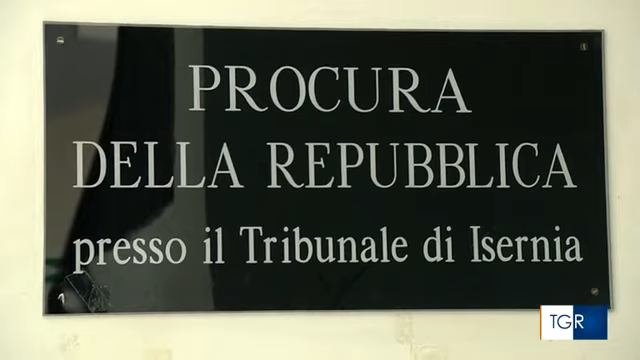 PROCURA
DELLA REPUBBLICA
presso il Tribunale di Isernia
TGR